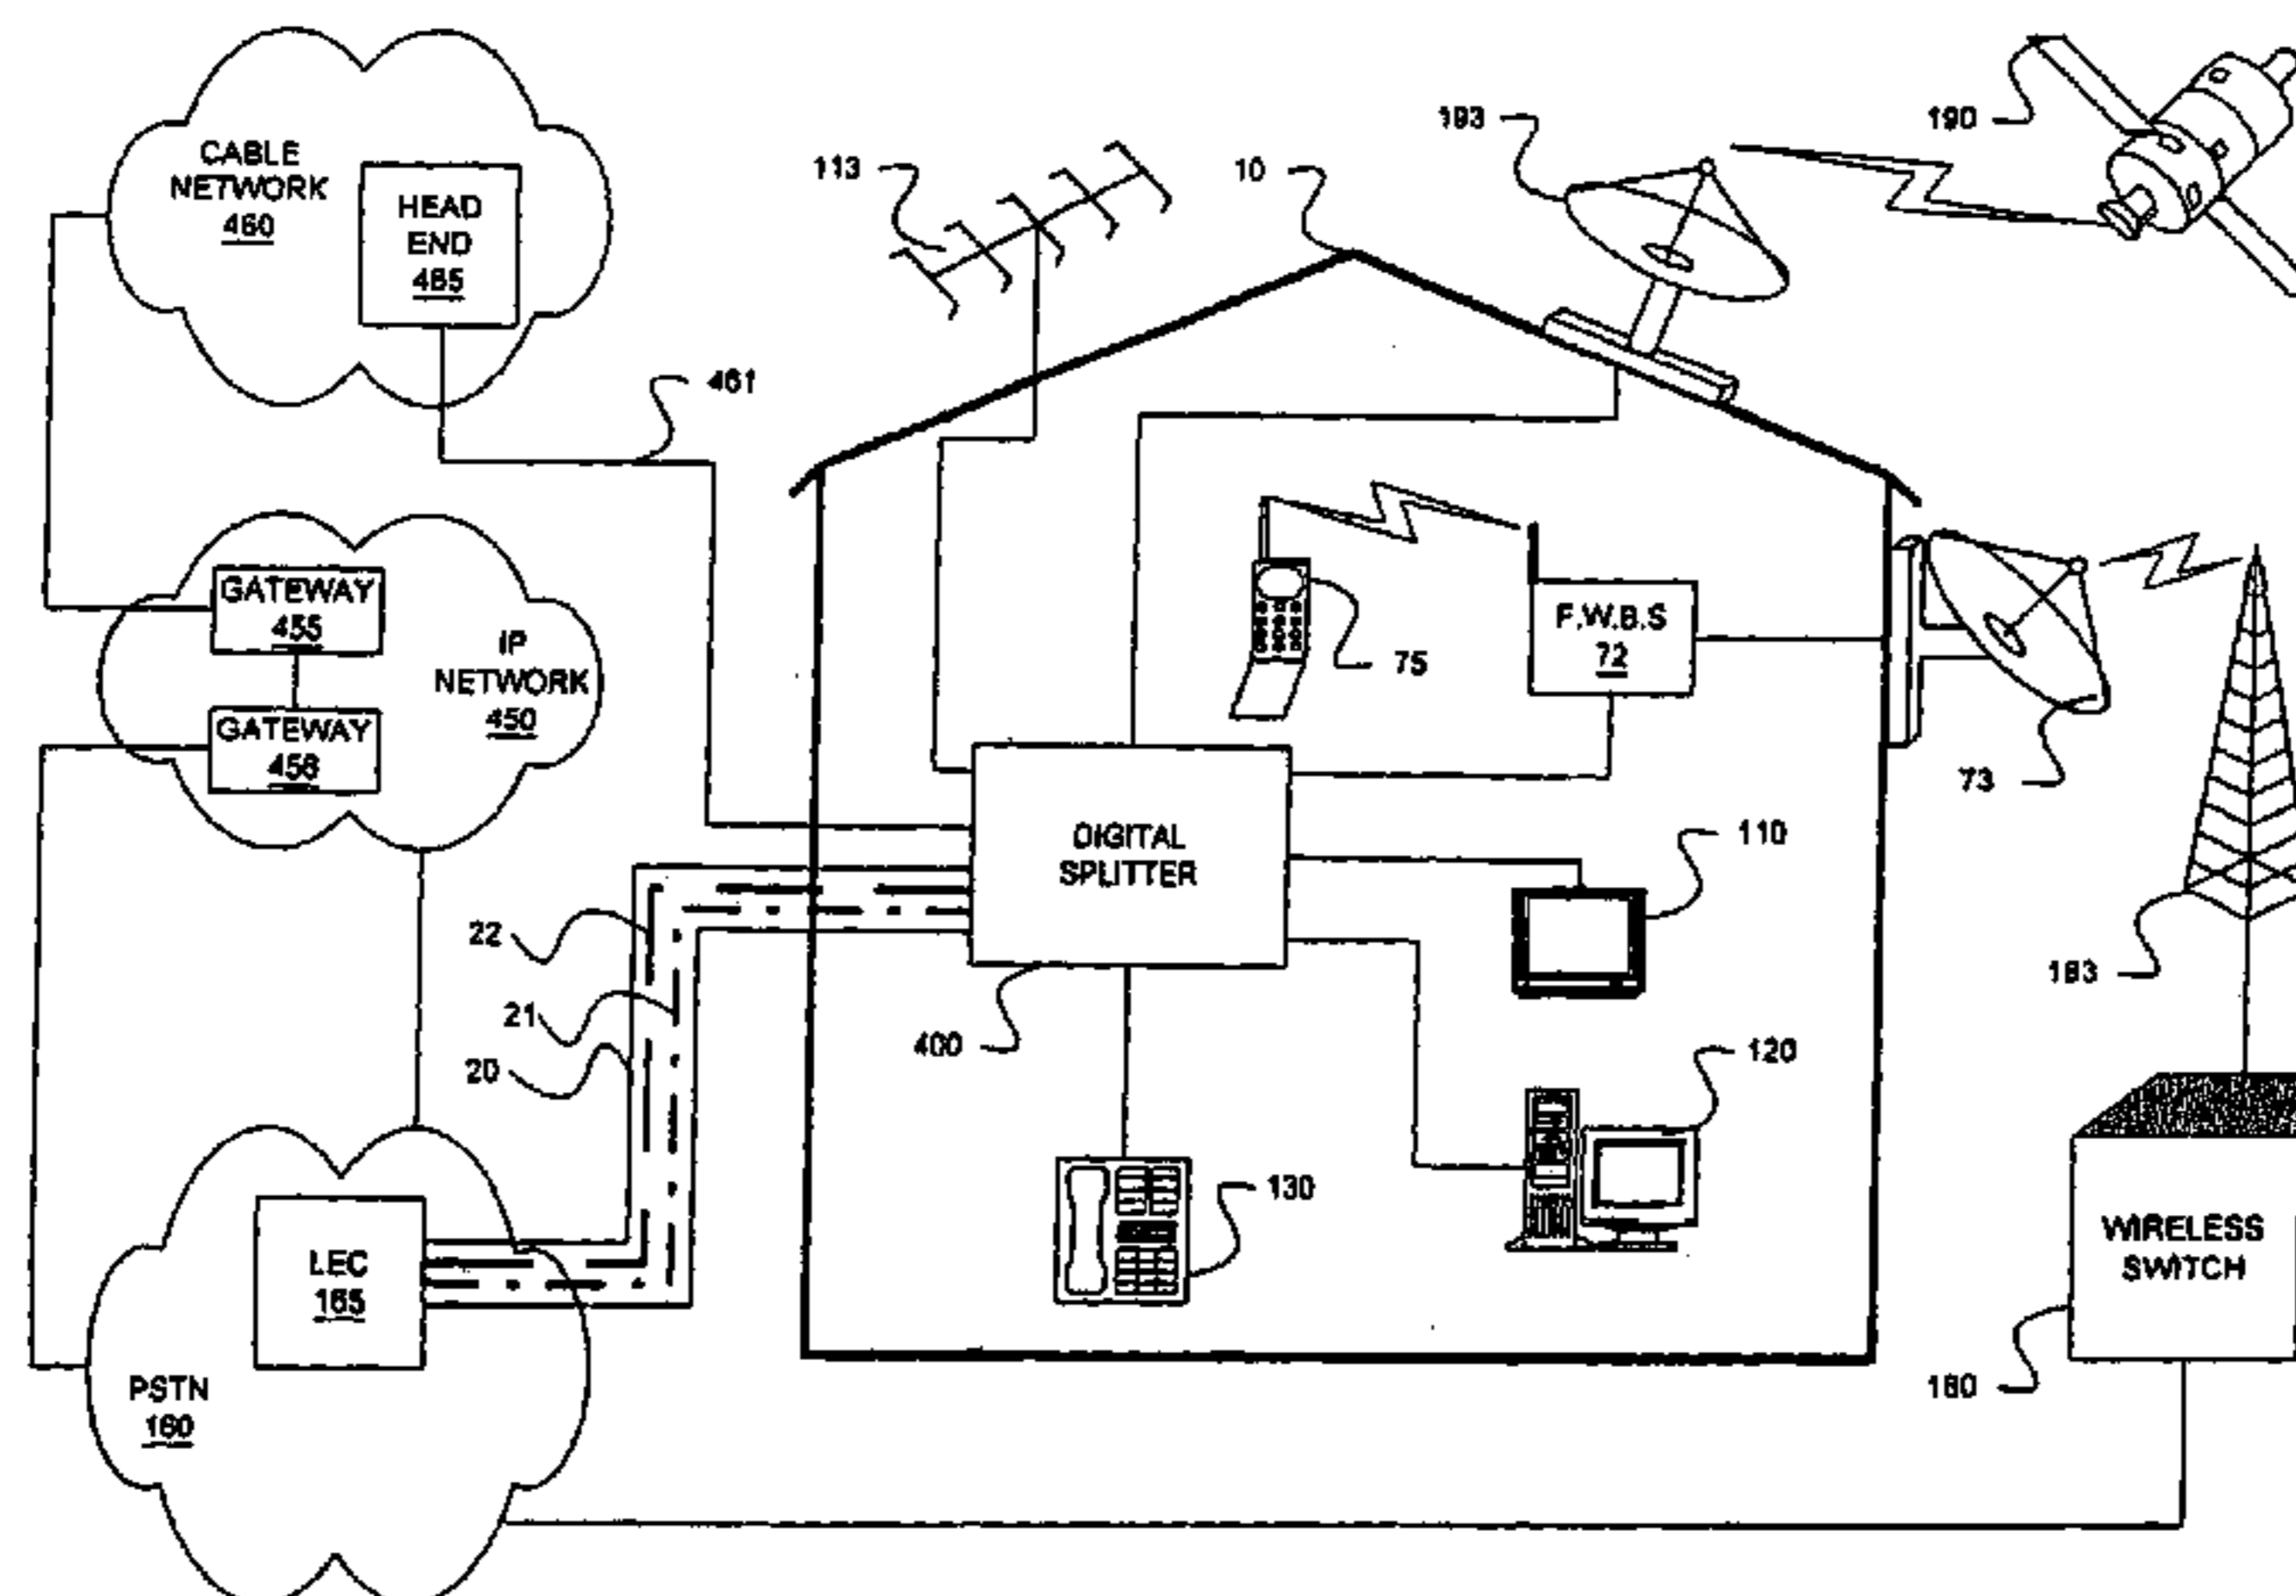 CABLE
NETWORK
460
HEAD
END
465
461
113
10
193
190
GATEWAY
455
IP
NETWORK
450
GATEWAY
458
75
F.W.B.S
72
73
DIGITAL
SPLITTER
400
110
183
22
21
20
120
130
LEC
165
PSTN
160
WIRELESS
SWITCH
180